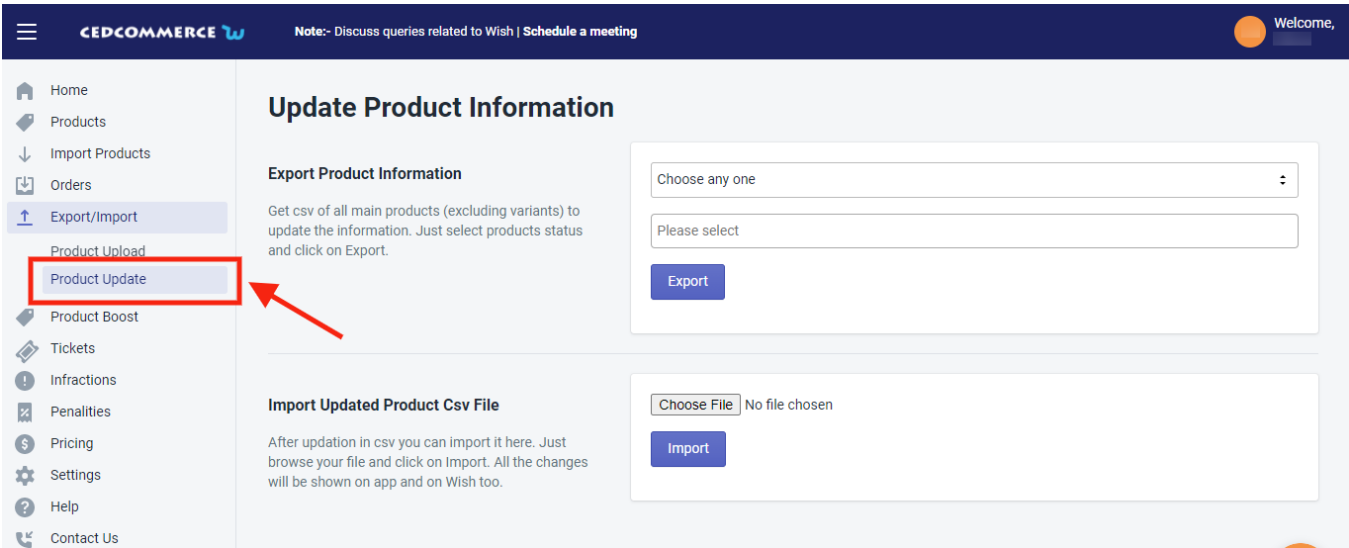 CEDCOMMERCE
Note:- Discuss queries related to Wish | Schedule a meeting
Welcome,
Home
Products
Import Products
Orders
Export/Import
Product Upload
Product Update
Product Boost
Tickets
Infractions
Penalities
Pricing
Settings
Help
Contact Us
Update Product Information
Export Product Information
Get csv of all main products (excluding variants) to
update the information. Just select products status
and click on Export.
Choose any one
Please select
Export
Import Updated Product Csv File
After updation in csv you can import it here. Just
browse your file and click on Import. All the changes
will be shown on app and on Wish too.
Choose File No file chosen
Import